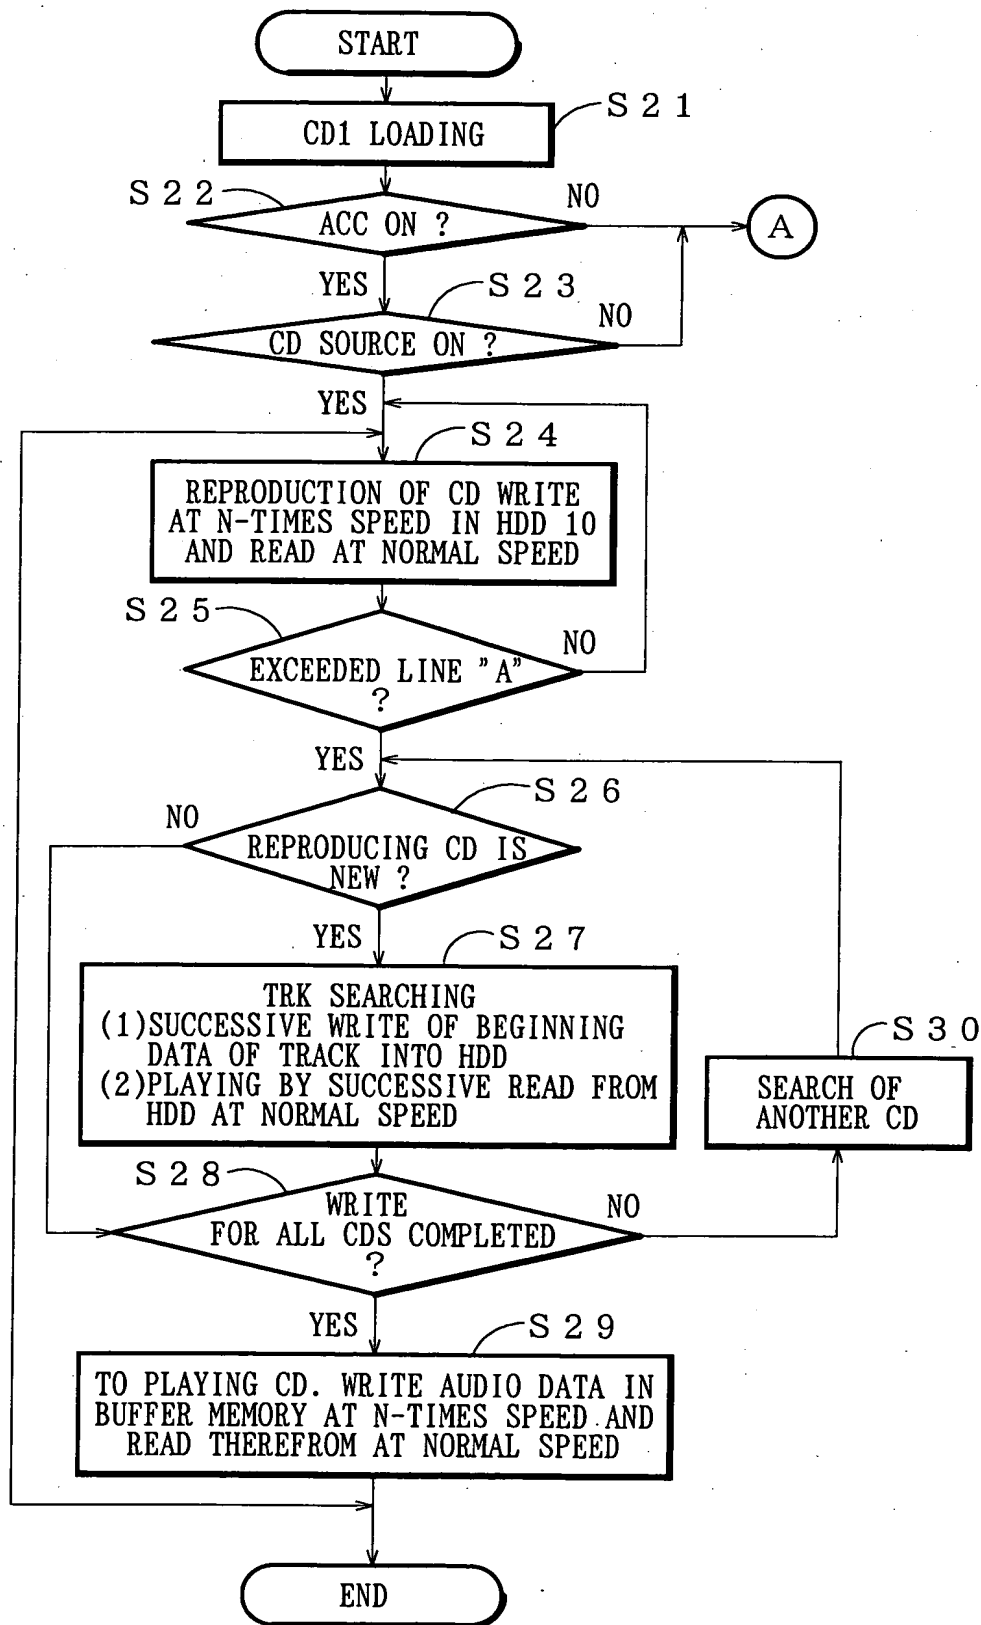 START
S21
CD1 LOADING
S22
NO
ACC ON ?
A
YES
S23
NO
CD SOURCE ON ?
YES
S24
REPRODUCTION OF CD WRITE
AT N-TIMES SPEED IN HDD 10
AND READ AT NORMAL SPEED
S25
NO
EXCEEDED LINE "A"
?
YES
S26
NO
REPRODUCING CD IS
NEW ?
YES
S27
TRK SEARCHING
(1)SUCCESSIVE WRITE OF BEGINNING
DATA OF TRACK INTO HDD
(2)PLAYING BY SUCCESSIVE READ FROM
HDD AT NORMAL SPEED
S30
SEARCH OF
ANOTHER CD
S28
WRITE
FOR ALL CDS COMPLETED
?
NO
YES
S29
TO PLAYING CD. WRITE AUDIO DATA IN
BUFFER MEMORY AT N-TIMES SPEED AND
READ THEREFROM AT NORMAL SPEED
END